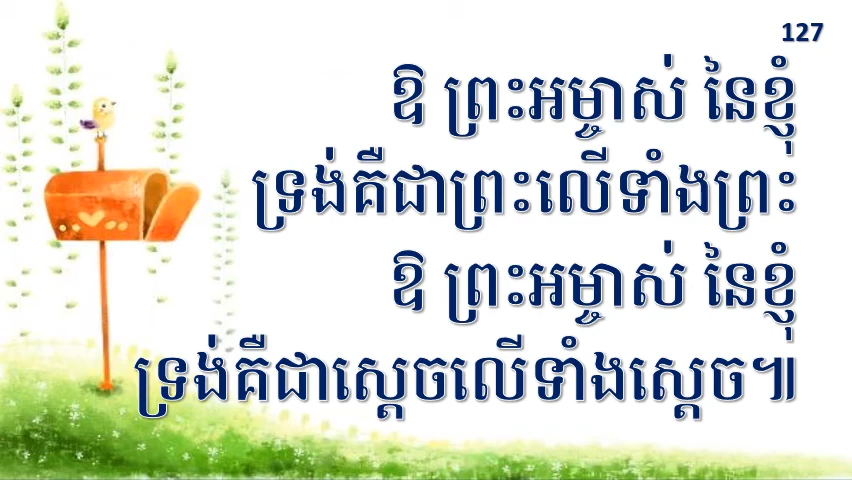 127
ឱ ព្រះអម្ចាស់ នៃខ្ញុំ
ទ្រង់គឺជាព្រះលើទាំងព្រះ
ឱ ព្រះអម្ចាស់ នៃខ្ញុំ
ទ្រង់គឺជាស្តេចលើទាំងស្តេច៕